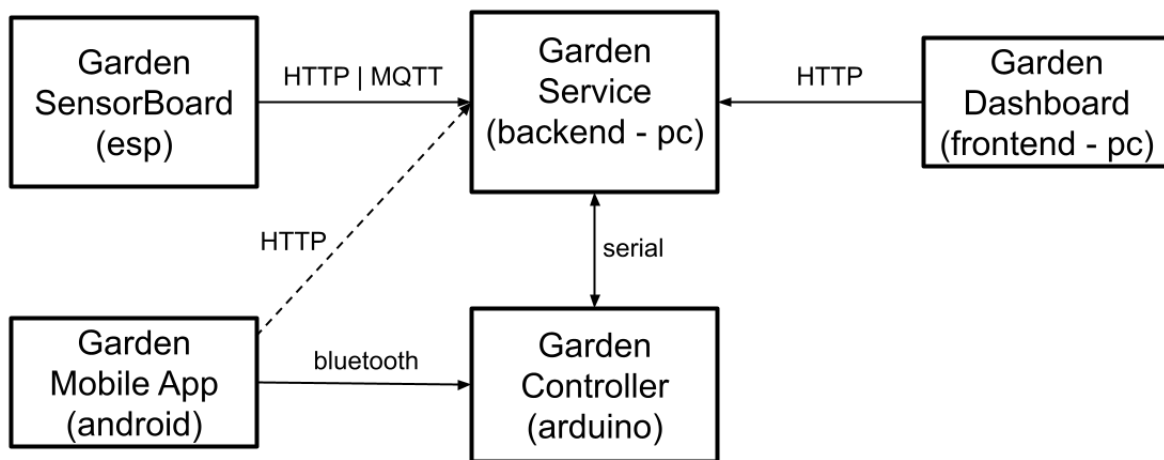 Garden
SensorBoard
(esp)
HTTP | MQTT
Garden
Service
(backend - pc)
HTTP
Garden
Dashboard
(frontend - pc)
HTTP
serial
Garden
Mobile App
(android)
bluetooth
Garden
Controller
(arduino)